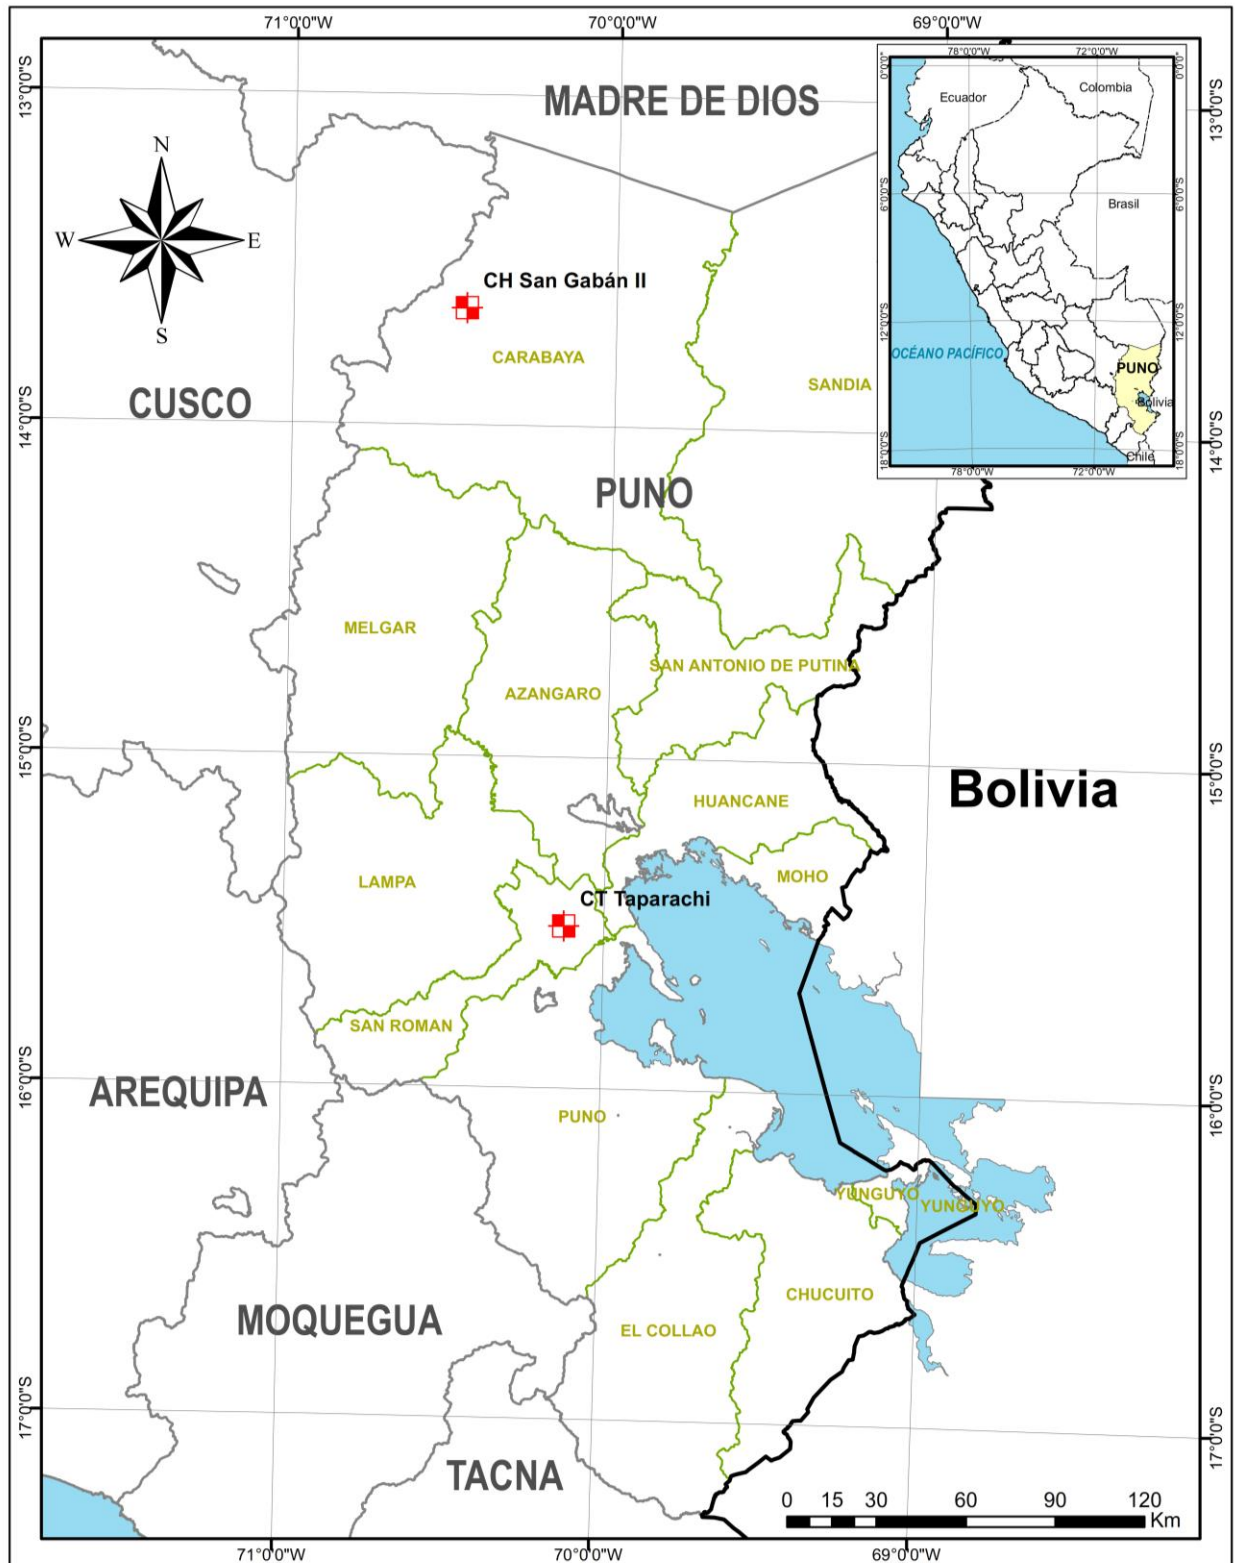 71°0'0"W 70°0'0"W 69°0'0"W
13°0'0"S
13°0'0"S
MADRE DE DIOS
78°0'0"W 72°0'0"W
0°0'0"
0°0'0"
Ecuador
Colombia
6°0'0"S
6°0'0"S
Brasil
12°0'0"S
12°0'0"S
OCÉANO PACÍFICO
PUNO
Bolivia
Chile
18°0'0"S
18°0'0"S
78°0'0"W 72°0'0"W
N
W E
S
CH San Gabán II
CARABAYA
SANDIA
CUSCO
14°0'0"S
14°0'0"S
PUNO
MELGAR
SAN ANTONIO DE PUTINA
AZANGARO
15°0'0"S
15°0'0"S
Bolivia
HUANCANE
LAMPA
MOHO
CT Taparachi
SAN ROMAN
AREQUIPA
16°0'0"S
16°0'0"S
PUNO
YUNGUYO
YUNGUYO
CHUCUITO
MOQUEGUA
EL COLLAO
17°0'0"S
17°0'0"S
TACNA
0 15 30 60 90 120
Km
71°0'0"W 70°0'0"W 69°0'0"W